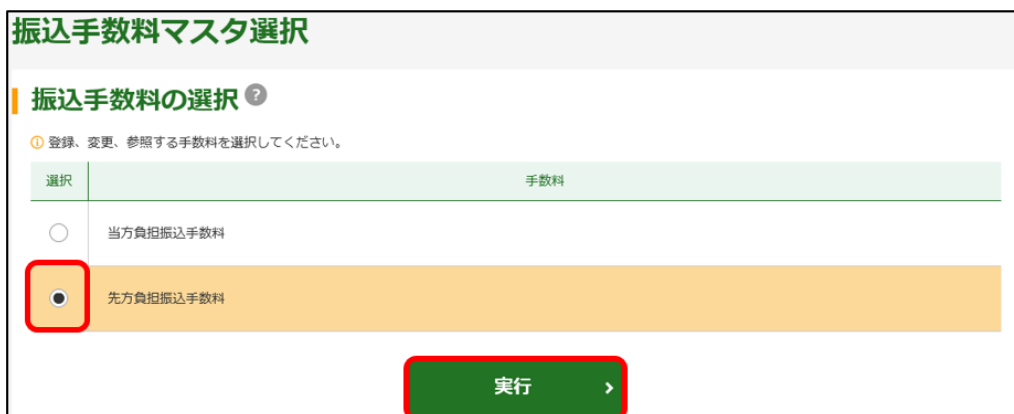 振込手数料マスタ選択
振込手数料の選択 ?
登録、変更、参照する手数料を選択してください。
選択 手数料
当方負担振込手数料
先方負担振込手数料
実行